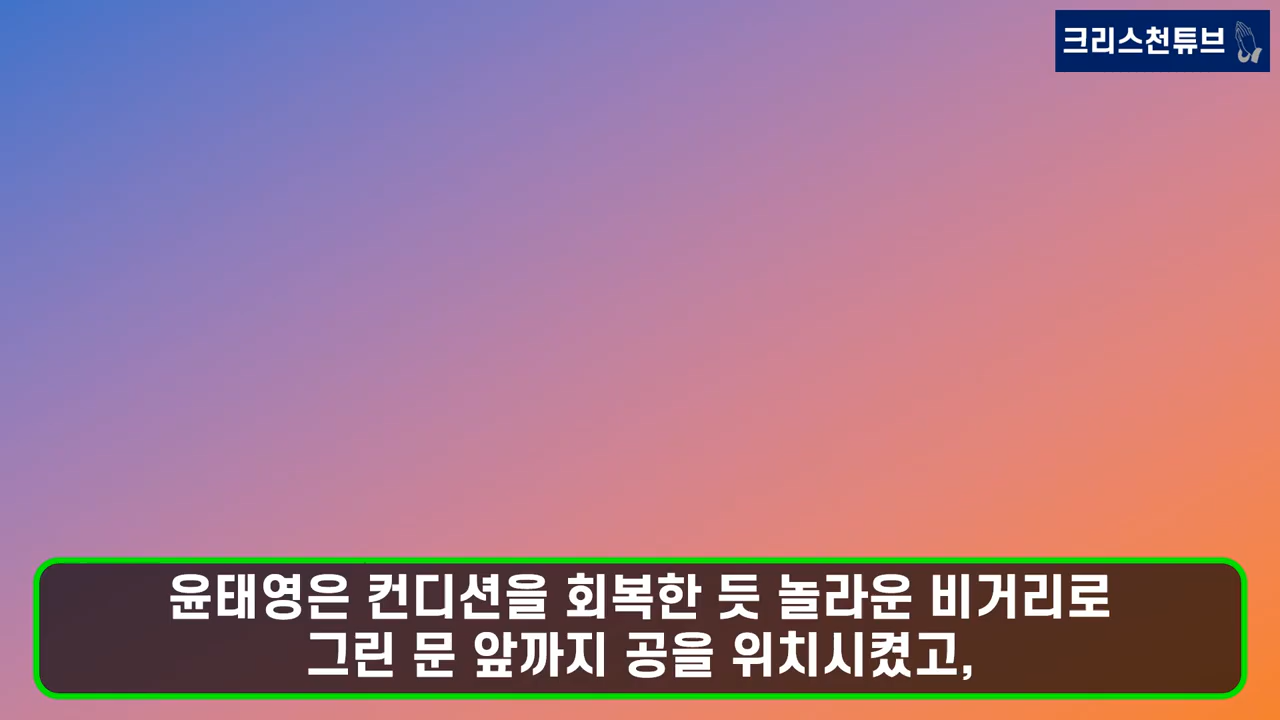 크리스천튜브
윤태영은 컨디션을 회복한 듯 놀라운 비거리로
그린 문 앞까지 공을 위치시켰고,